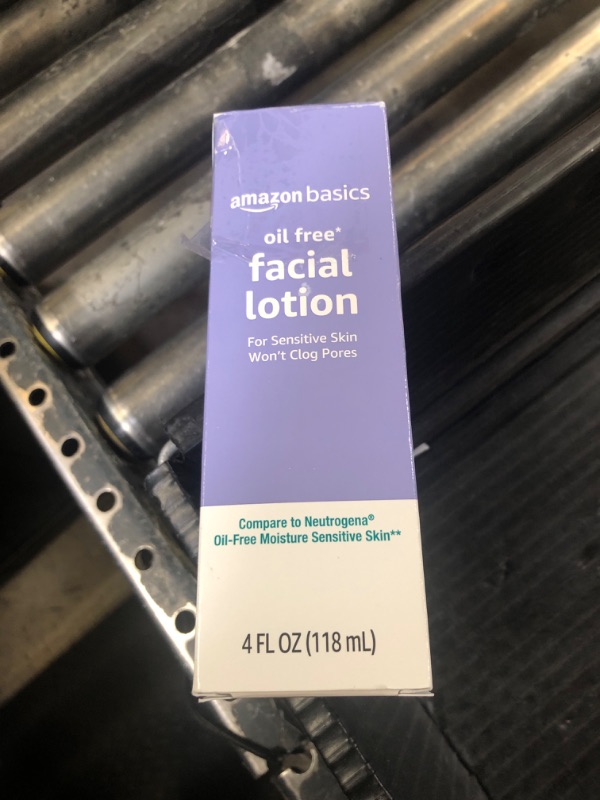 amazon basics
oil free*
facial
lotion
For Sensitive Skin
Won't Clog Pores
Compare to Neutrogena®
Oil-Free Moisture Sensitive Skin**
4 FL OZ (118 mL)